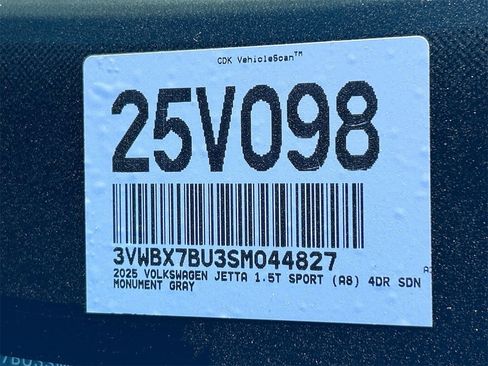 CDK VehicleScan™
25V098
3VWBX7BU3SM044827
2025 VOLKSWAGEN JETTA 1.5T SPORT (A8) 4DR SDN
MONUMENT GRAY